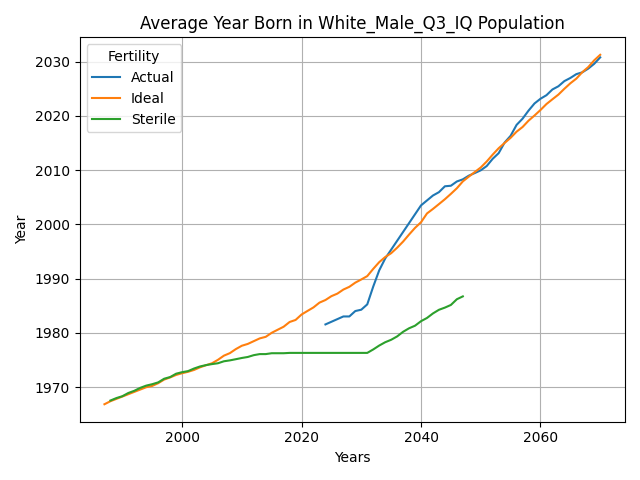 Average Year Born in White_Male_Q3_IQ Population
Fertility
Actual
Ideal
Sterile
Year
2030
2020
2010
2000
1990
1980
1970
2000
2020
2040
2060
Years